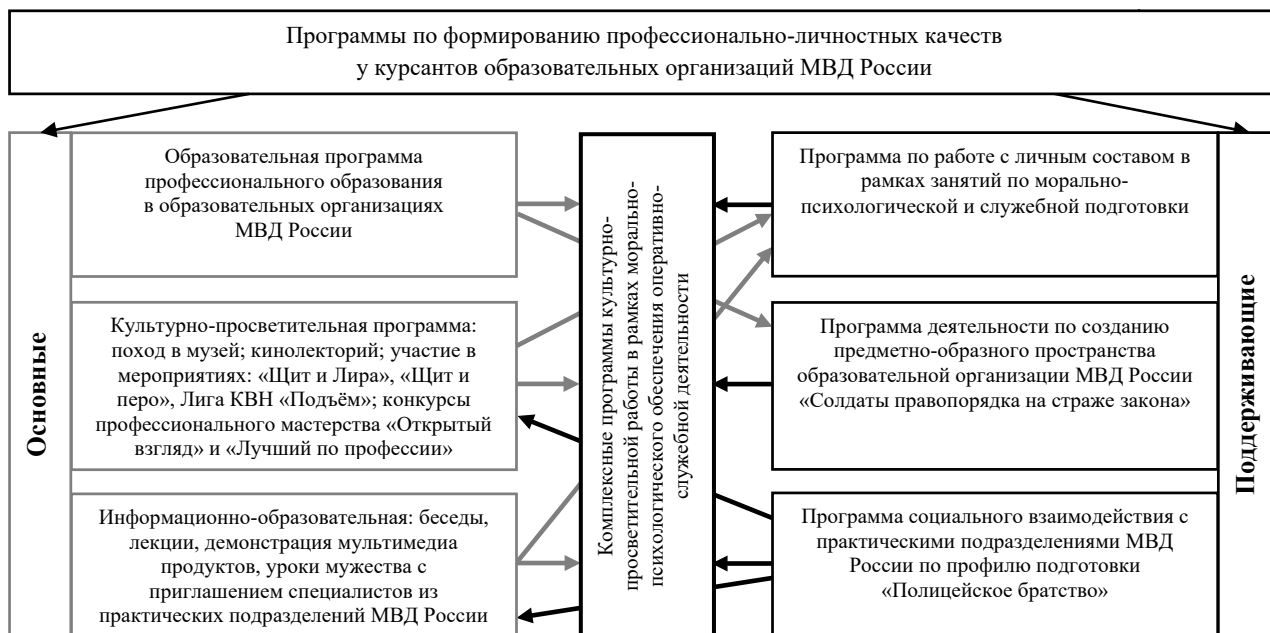 Программы по формированию профессионально-личностных качеств
у курсантов образовательных организаций МВД России
Основные
Образовательная программа
профессионального образования
в образовательных организациях
МВД России
Культурно-просветительная программа:
поход в музей; кинолекторий; участие в
мероприятиях: «Щит и Лира», «Щит и
перо», Лига КВН «Подъём»; конкурсы
профессионального мастерства «Открытый
взгляд» и «Лучший по профессии»
Информационно-образовательная: беседы,
лекции, демонстрация мультимедиа
продуктов, уроки мужества с
приглашением специалистов из
практических подразделений МВД России
Комплексные программы культурно-
просветительной работы в рамках морально-
психологического обеспечения оперативно-
служебной деятельности
Программа по работе с личным составом в
рамках занятий по морально-
психологической и служебной подготовки
Программа деятельности по созданию
предметно-образного пространства
образовательной организации МВД России
«Солдаты правопорядка на страже закона»
Программа социального взаимодействия с
практическими подразделениями МВД
России по профилю подготовки
«Полицейское братство»
Поддерживающие